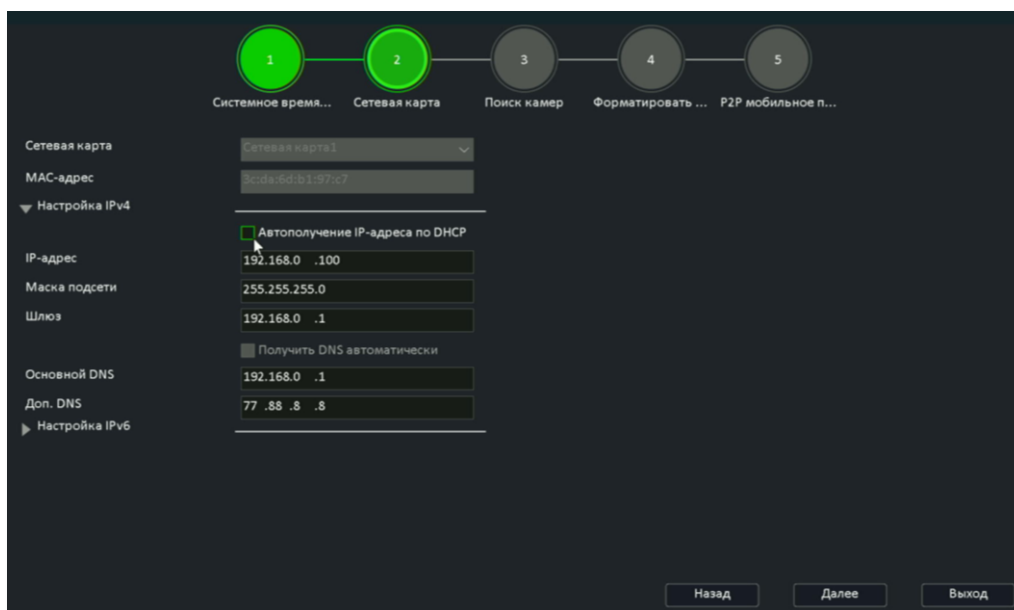 1 2 3 4 5
Системное время... Сетевая карта Поиск камер Форматировать ... P2P мобильное п...
Сетевая карта Сетевая карта1
MAC-адрес 3c:da:6d:b1:97:c7
Настройка IPv4
Автополучение IP-адреса по DHCP
IP-адрес 192.168.0 .100
Маска подсети 255.255.255.0
Шлюз 192.168.0 .1
Получить DNS автоматически
Основной DNS 192.168.0 .1
Доп. DNS 77 .88 .8 .8
Настройка IPv6
Назад Далее Выход